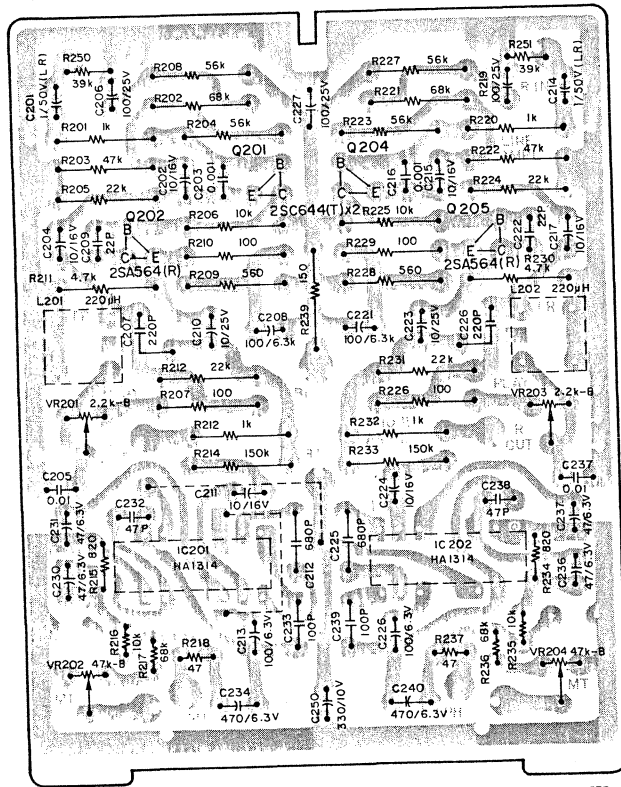 R250
39k
C201
1/50V(LR)
C206
100/25V
R208 56k
R202 68k
R204 56k
R201 1k
R203 47k
R205 22k
C202
10/16V
C203
0.001
Q201
B
E C
C227
100/25V
R227 56k
R221 68k
R223 56k
R219
100/25V
R251
39k
C214
1/50V(LR)
R220 1k
R222 47k
R224 22k
Q204
B
C E
C216
0.001
C215
10/16V
2SC644(T)x2
C204
10/16V
C209
22P
Q202
B
C E
2SA564(R)
R206 10k
R210 100
R209 560
R225 10k
R229 100
R228 560
Q205
B
E C
2SA564(R)
C222
22P
C217
10/16V
R211 4.7k
R230
4.7k
L201
220µH
L202 220µH
C207
220P
C210
10/25V
C208
100/6.3k
R239
150
C221
100/6.3k
C223
10/25V
C226
220P
R212 22k
R207 100
R212 1k
R214 150k
R231 22k
R226 100
R232 1k
R233 150k
VR201 2.2k-B
VR203 2.2k-B
R
OUT
C205
0.01
C231
47/6.3V
C232
47P
C211
10/16V
C224
10/16V
C238
47P
C237
0.01
C237
47/6.3V
C230
47/6.3V
R215
820
IC201
HA1314
680P
C212
C225
680P
IC202
HA1314
R234
820
C236
47/6.3V
R216
10k
R217
68k
R218
47
C213
100/6.3V
C233
100P
C239
100P
C226
100/6.3V
R237
47
R236
68k
R235
10k
VR202 47k-B
VR204 47k-B
MT
C234
470/6.3V
C250
330/10V
C240
470/6.3V